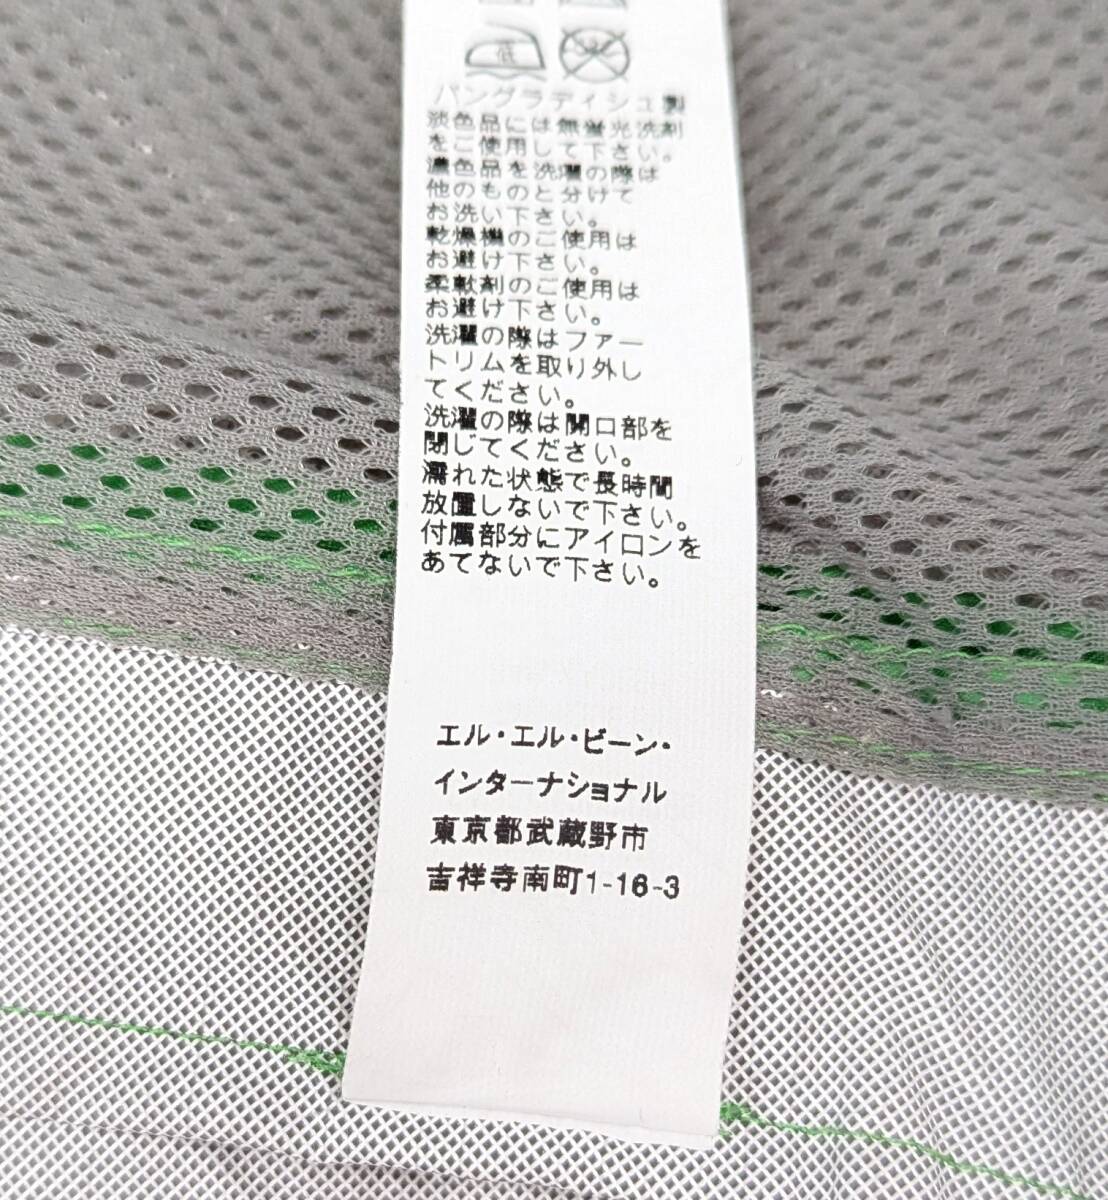 低
バングラディシュ製
淡色品には無蛍光洗剤
をご使用して下さい。
濃色品を洗濯の際は
他のものと分けて
お洗い下さい。
乾燥機のご使用は
お避け下さい。
柔軟剤のご使用は
お避け下さい。
洗濯の際はファー
トリムを取り外し
てください。
洗濯の際は開口部を
閉じてください。
濡れた状態で長時間
放置しないで下さい。
付属部分にアイロンを
あてないで下さい。
エル・エル・ビーン・
インターナショナル
東京都武蔵野市
吉祥寺南町1-16-3